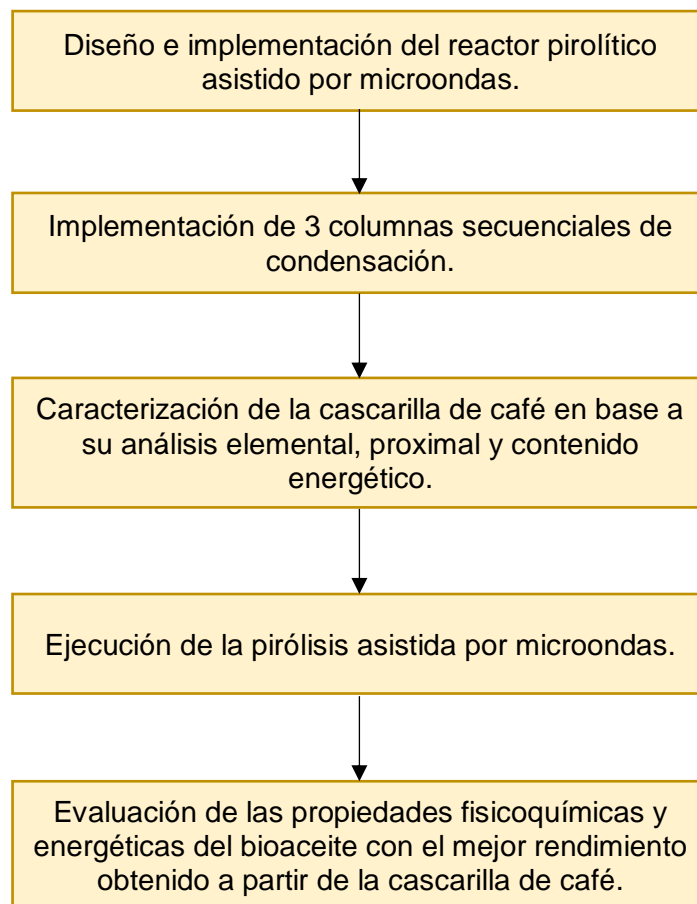 Diseño e implementación del reactor pirolítico
asistido por microondas.
Implementación de 3 columnas secuenciales de
condensación.
Caracterización de la cascarilla de café en base a
su análisis elemental, proximal y contenido
energético.
Ejecución de la pirólisis asistida por microondas.
Evaluación de las propiedades fisicoquímicas y
energéticas del bioaceite con el mejor rendimiento
obtenido a partir de la cascarilla de café.